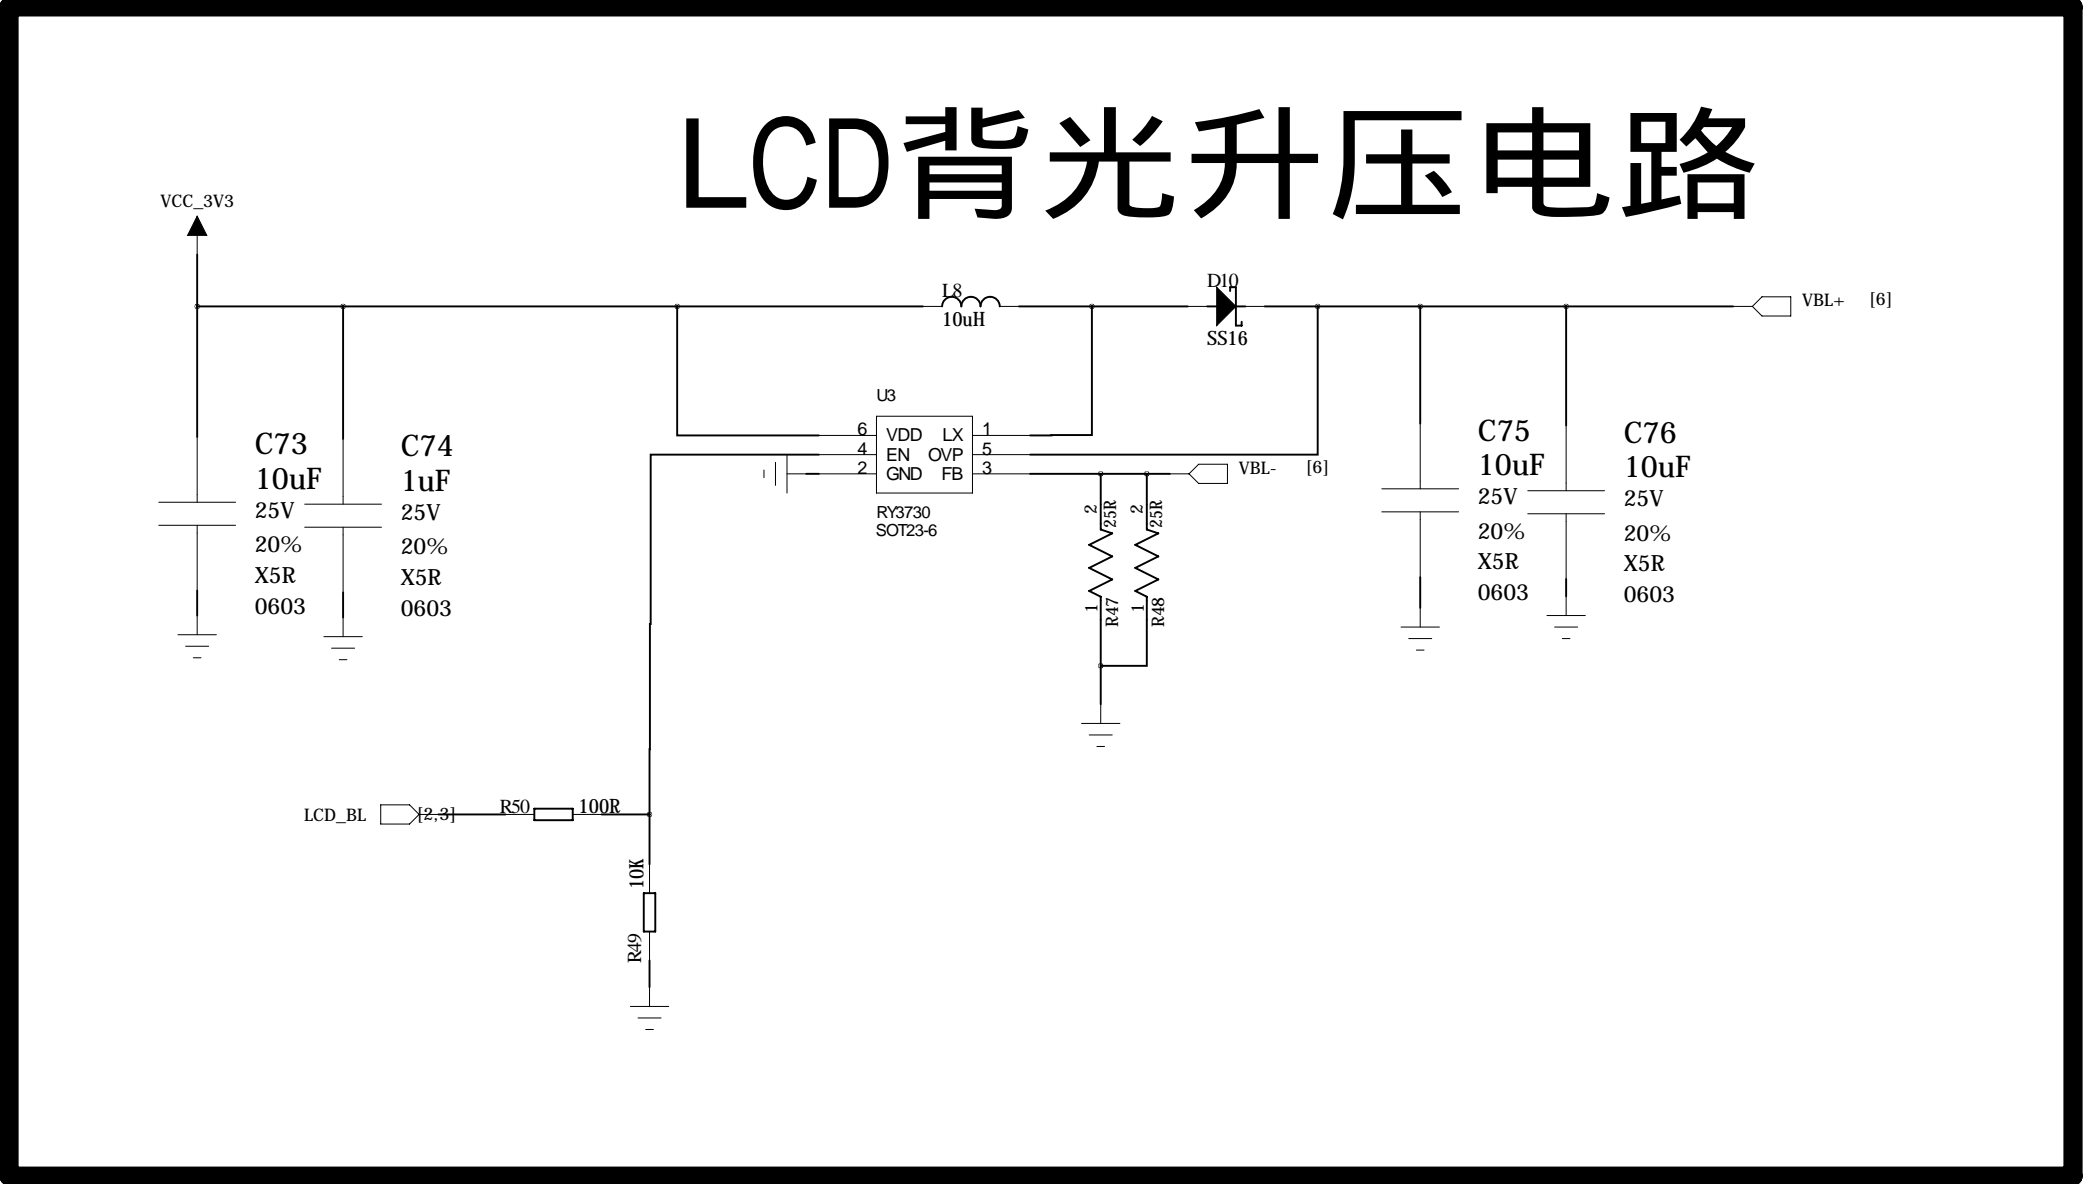 LCD背光升压电路
VCC_3V3
L8
10uH
D10
SS16
VBL+ [6]
U3
6 VDD LX 1
4 EN OVP 5
2 GND FB 3
RY3730
SOT23-6
VBL- [6]
C73
10uF
25V
20%
X5R
0603
C74
1uF
25V
20%
X5R
0603
2
25R
1
R47
2
25R
1
R48
C75
10uF
25V
20%
X5R
0603
C76
10uF
25V
20%
X5R
0603
LCD_BL [2,3]
R50 100R
10K
R49